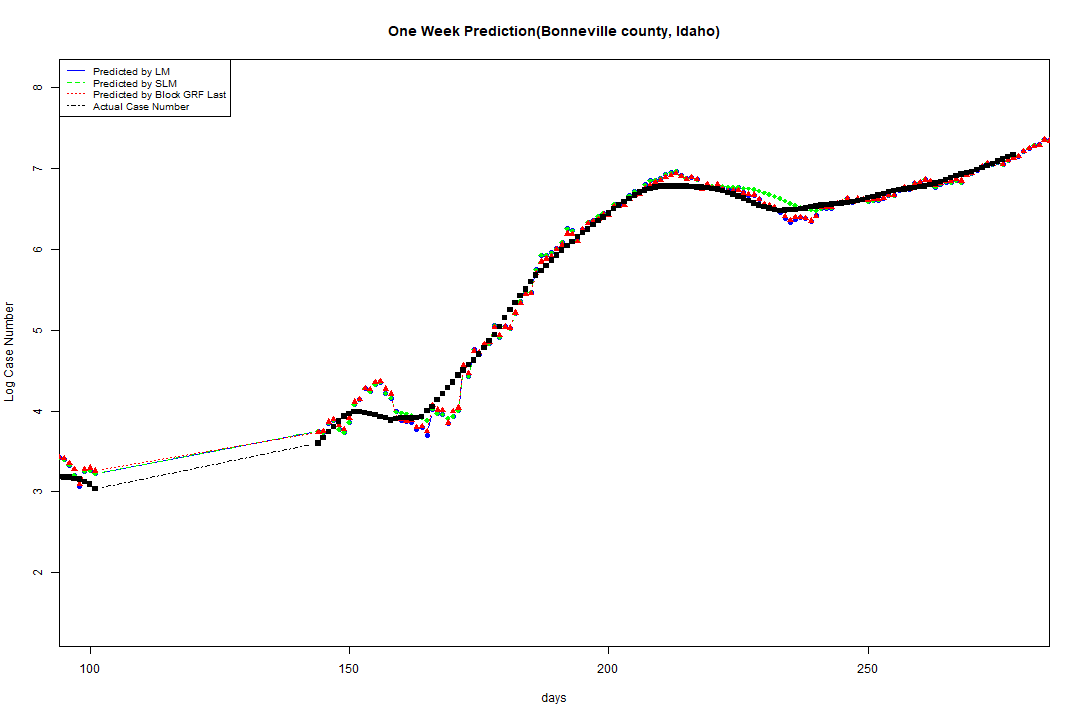 One Week Prediction(Bonneville county, Idaho)
Predicted by LM
Predicted by SLM
Predicted by Block GRF Last
Actual Case Number
8
7
6
5
4
3
2
Log Case Number
100 150 200 250
days